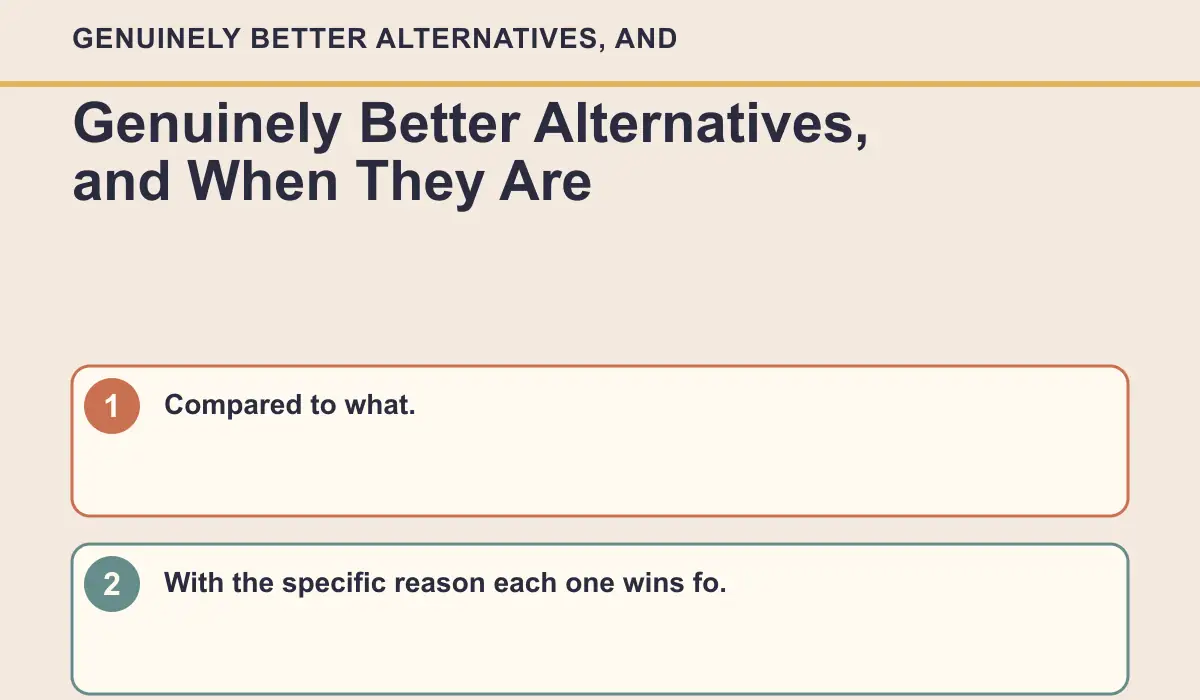 GENUINELY BETTER ALTERNATIVES, AND
Genuinely Better Alternatives,
and When They Are
1
Compared to what.
2
With the specific reason each one wins fo.